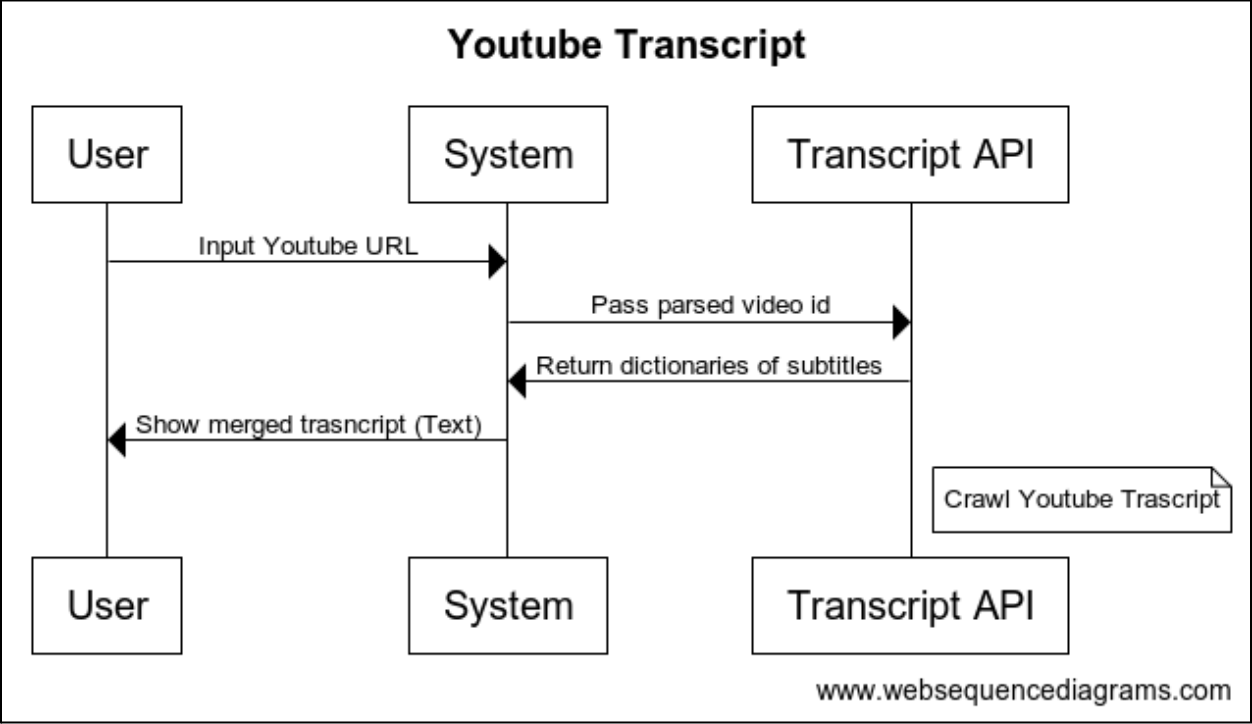 Youtube Transcript
User
System
Transcript API
Input Youtube URL
Pass parsed video id
Return dictionaries of subtitles
Show merged trasncript (Text)
Crawl Youtube Trascript
User
System
Transcript API
www.websequencediagrams.com